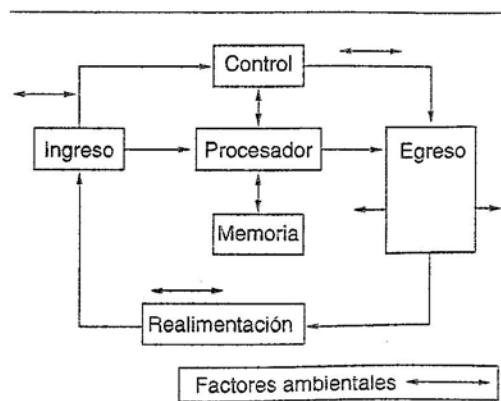 Control
Ingreso
Procesador
Egreso
Memoria
Realimentación
Factores ambientales